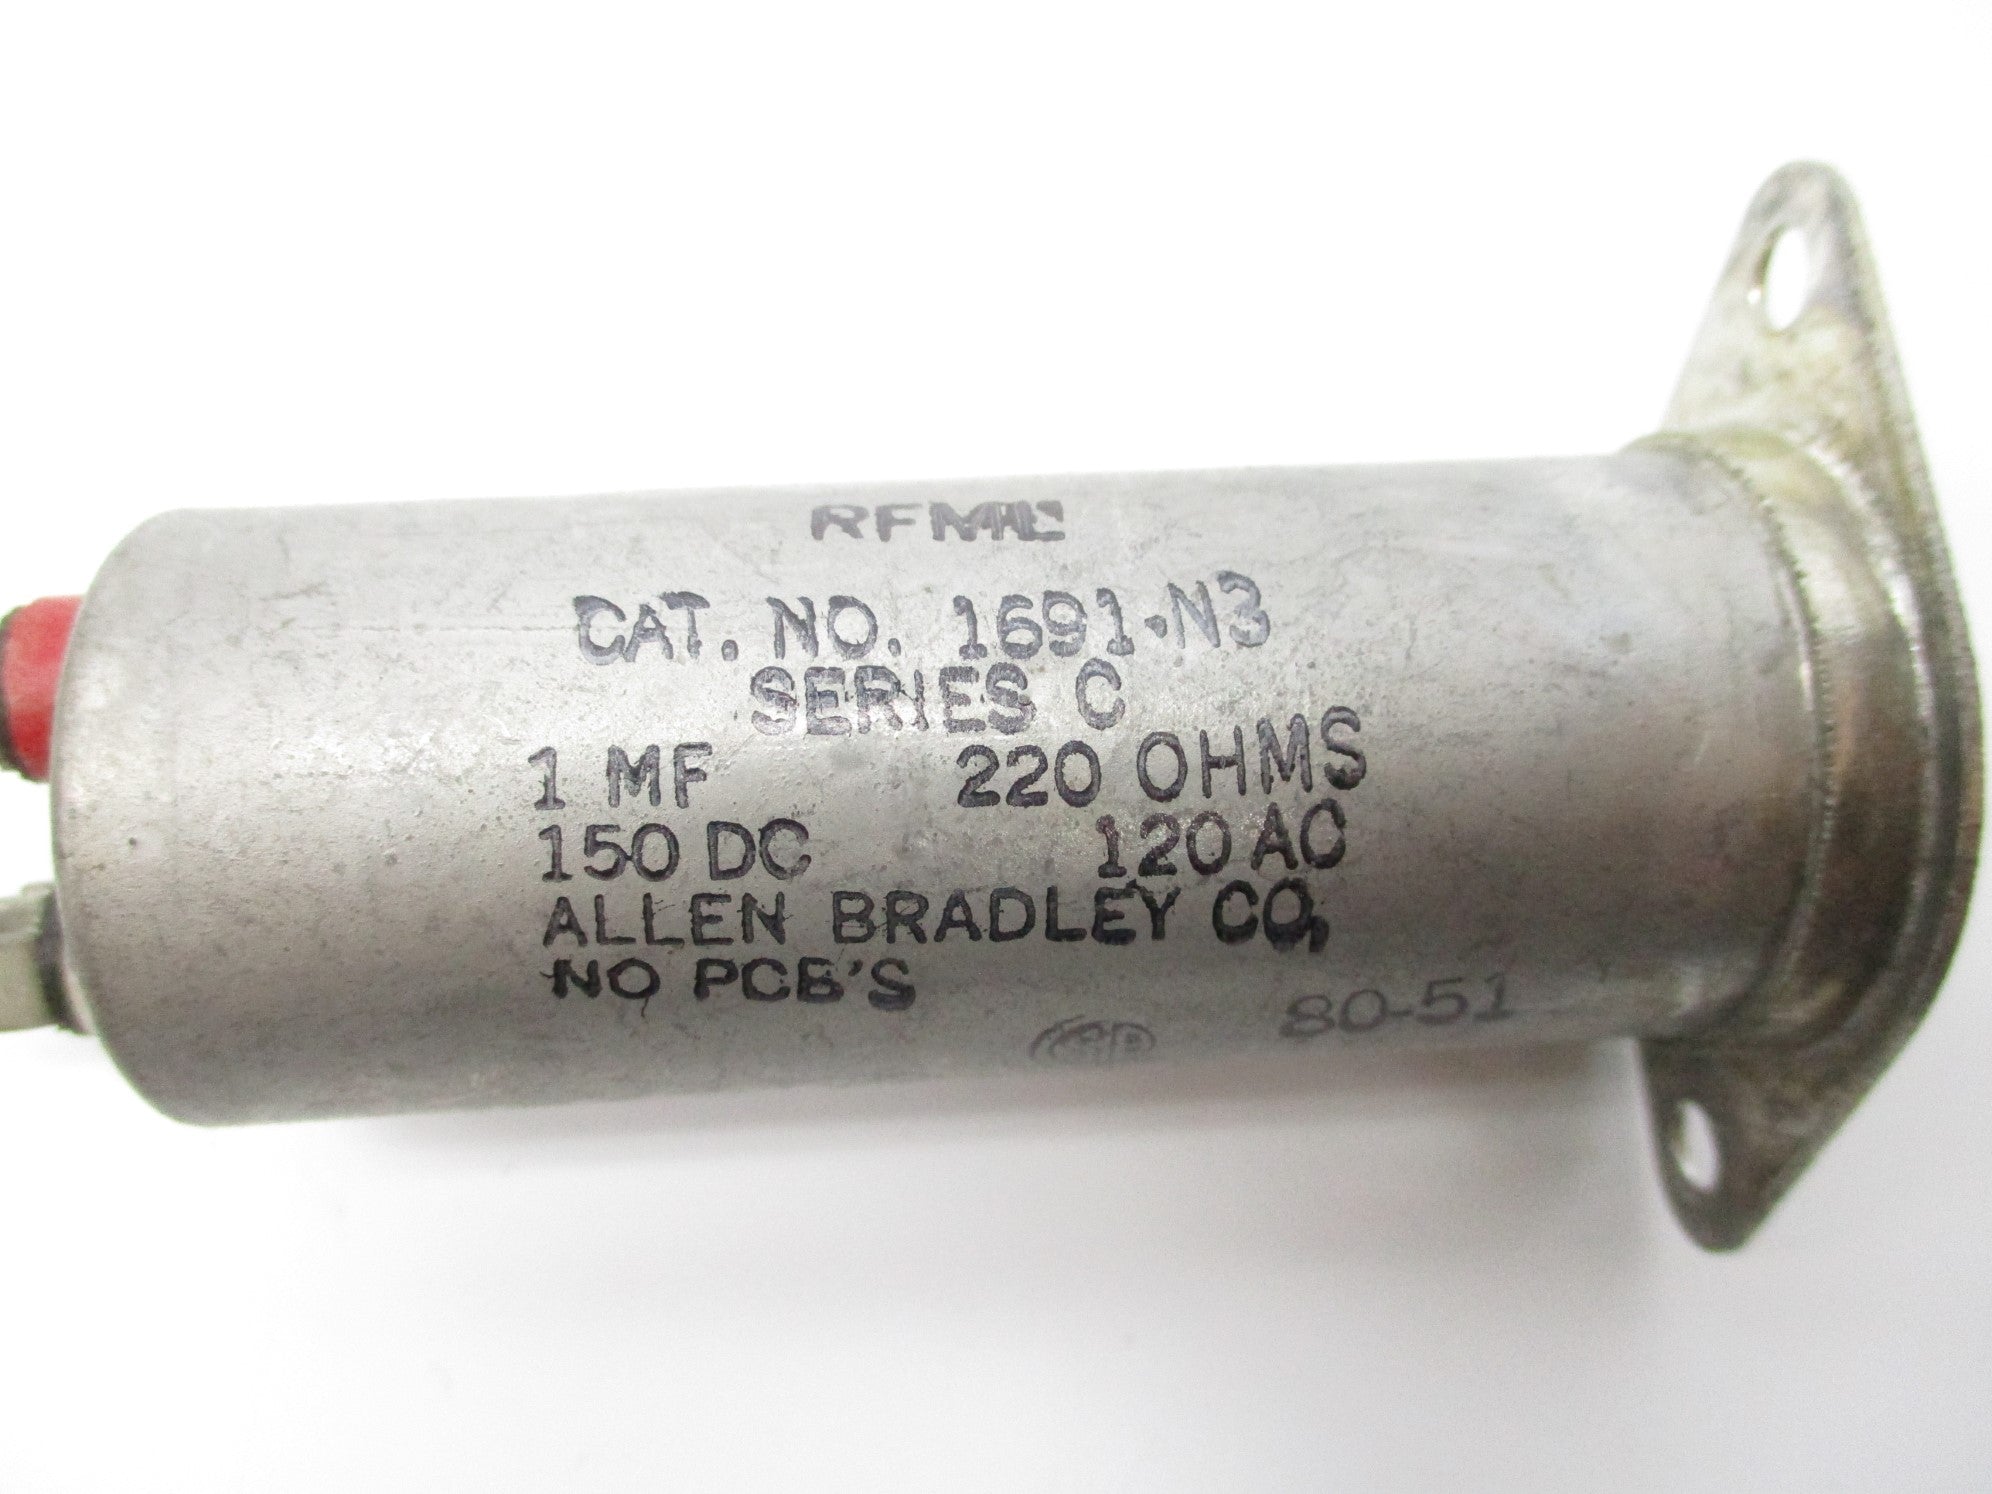 CAT. NO. 1691-N3
SERIES C
1 MF 220 OHMS
150 DC 120 AC
ALLEN BRADLEY CO.
NO PCB'S
80-51